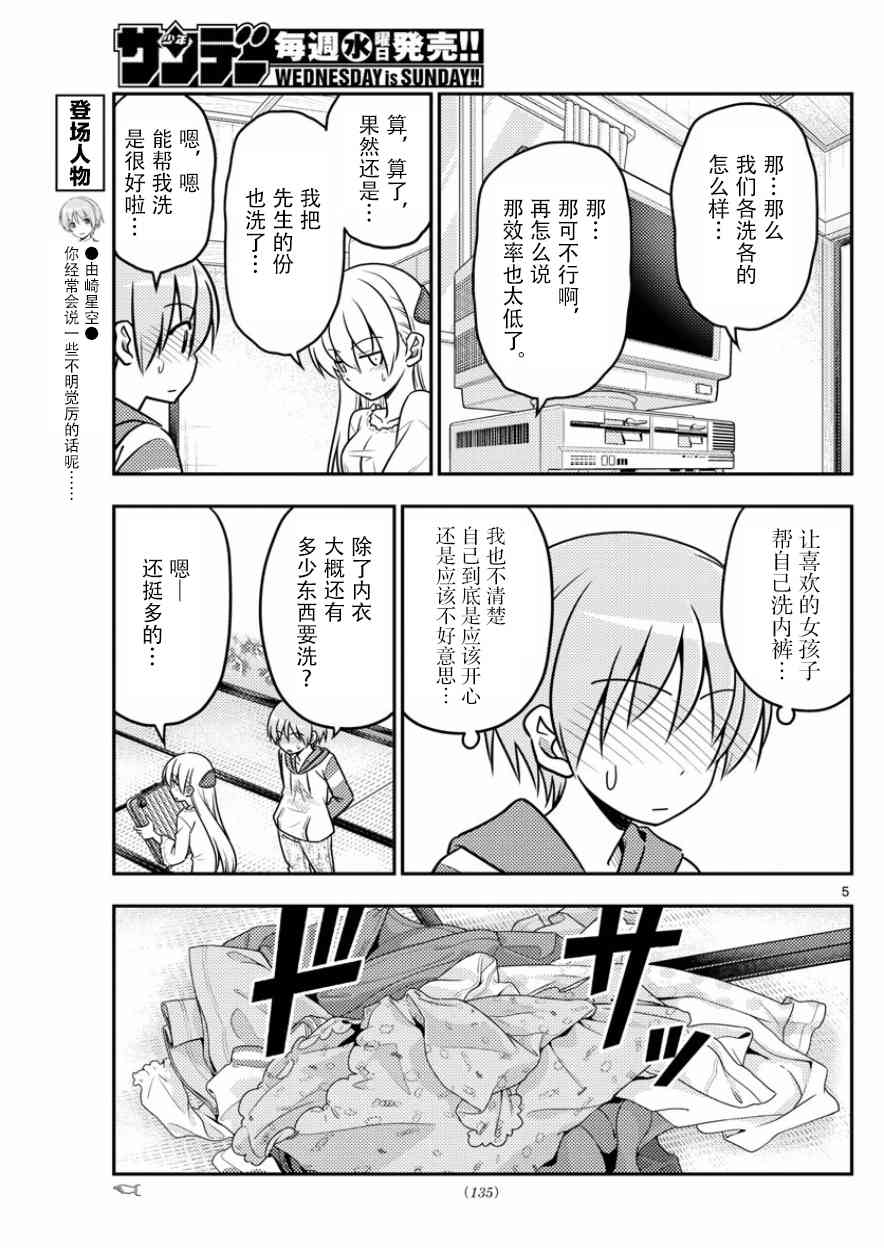 少年
サンデー
毎週水曜日発売!!
WEDNESDAY is SUNDAY!!
登场人物
●由崎星空●
你经常会说一些不明觉厉的话呢……
那…那么
我们各洗各的
怎么样…
那…
那可不行啊,
再怎么说
那效率也太低了。
算,算了,
果然还是…
我把
先生的份
也洗了…
嗯,嗯
能帮我洗
是很好啦…
让喜欢的女孩子
帮自己洗内裤…
我也不清楚
自己到底是应该开心
还是应该不好意思…
除了内衣
大概还有
多少东西要洗?
嗯—
还挺多的…
5
ドサッ
(135)